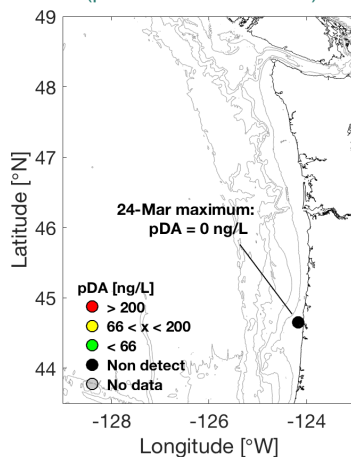 49
48
47
46
45
44
Latitude [°N]
24-Mar maximum:
pDA = 0 ng/L
pDA [ng/L]
> 200
66 < x < 200
< 66
Non detect
No data
-128
-126
-124
Longitude [°W]